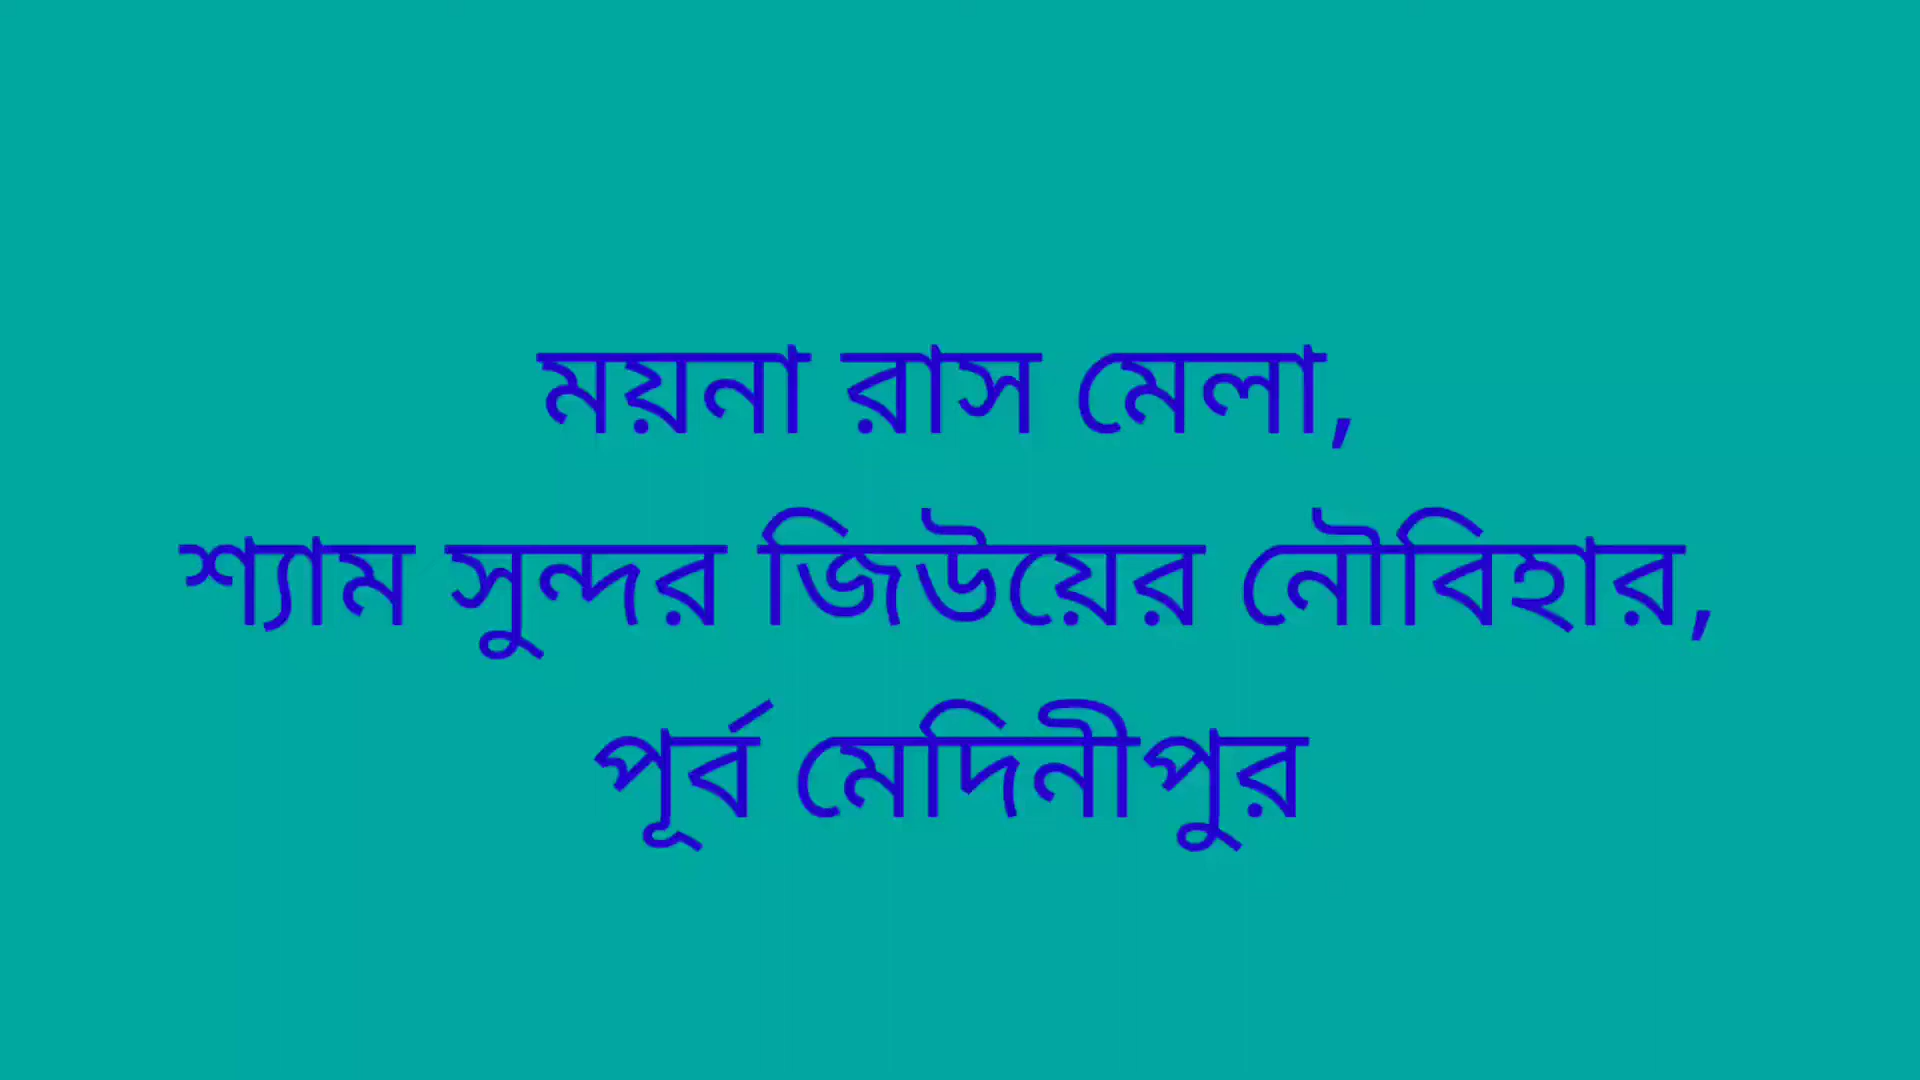 ময়না রাস মেলা,
শ্যাম সুন্দর জিউয়ের নৌবিহার,
পূর্ব মেদিনীপুর